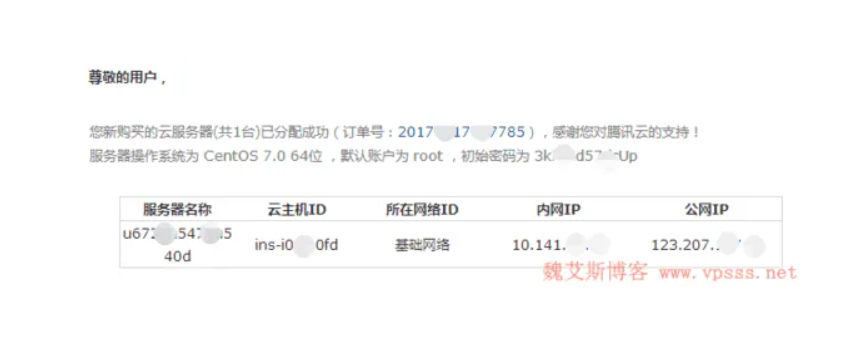 尊敬的用户，
您新购买的云服务器(共1台)已分配成功（订单号：2017 17 7785），感谢您对腾讯云的支持！
服务器操作系统为 CentOS 7.0 64位 ，默认账户为 root ，初始密码为
服务器名称 云主机ID 所在网络ID 内网IP 公网IP
ins-i0 0fd 基础网络 10.141. 123.207.
540d
魏艾斯博客 www.vpsss.net